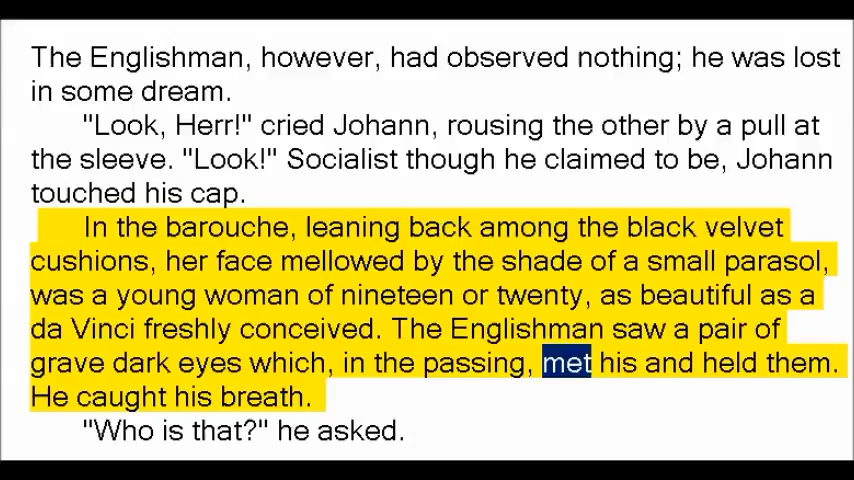 The Englishman, however, had observed nothing; he was lost
in some dream.
"Look, Herr!" cried Johann, rousing the other by a pull at
the sleeve. "Look!" Socialist though he claimed to be, Johann
touched his cap.
In the barouche, leaning back among the black velvet
cushions, her face mellowed by the shade of a small parasol,
was a young woman of nineteen or twenty, as beautiful as a
da Vinci freshly conceived. The Englishman saw a pair of
grave dark eyes which, in the passing, met his and held them.
He caught his breath.
"Who is that?" he asked.